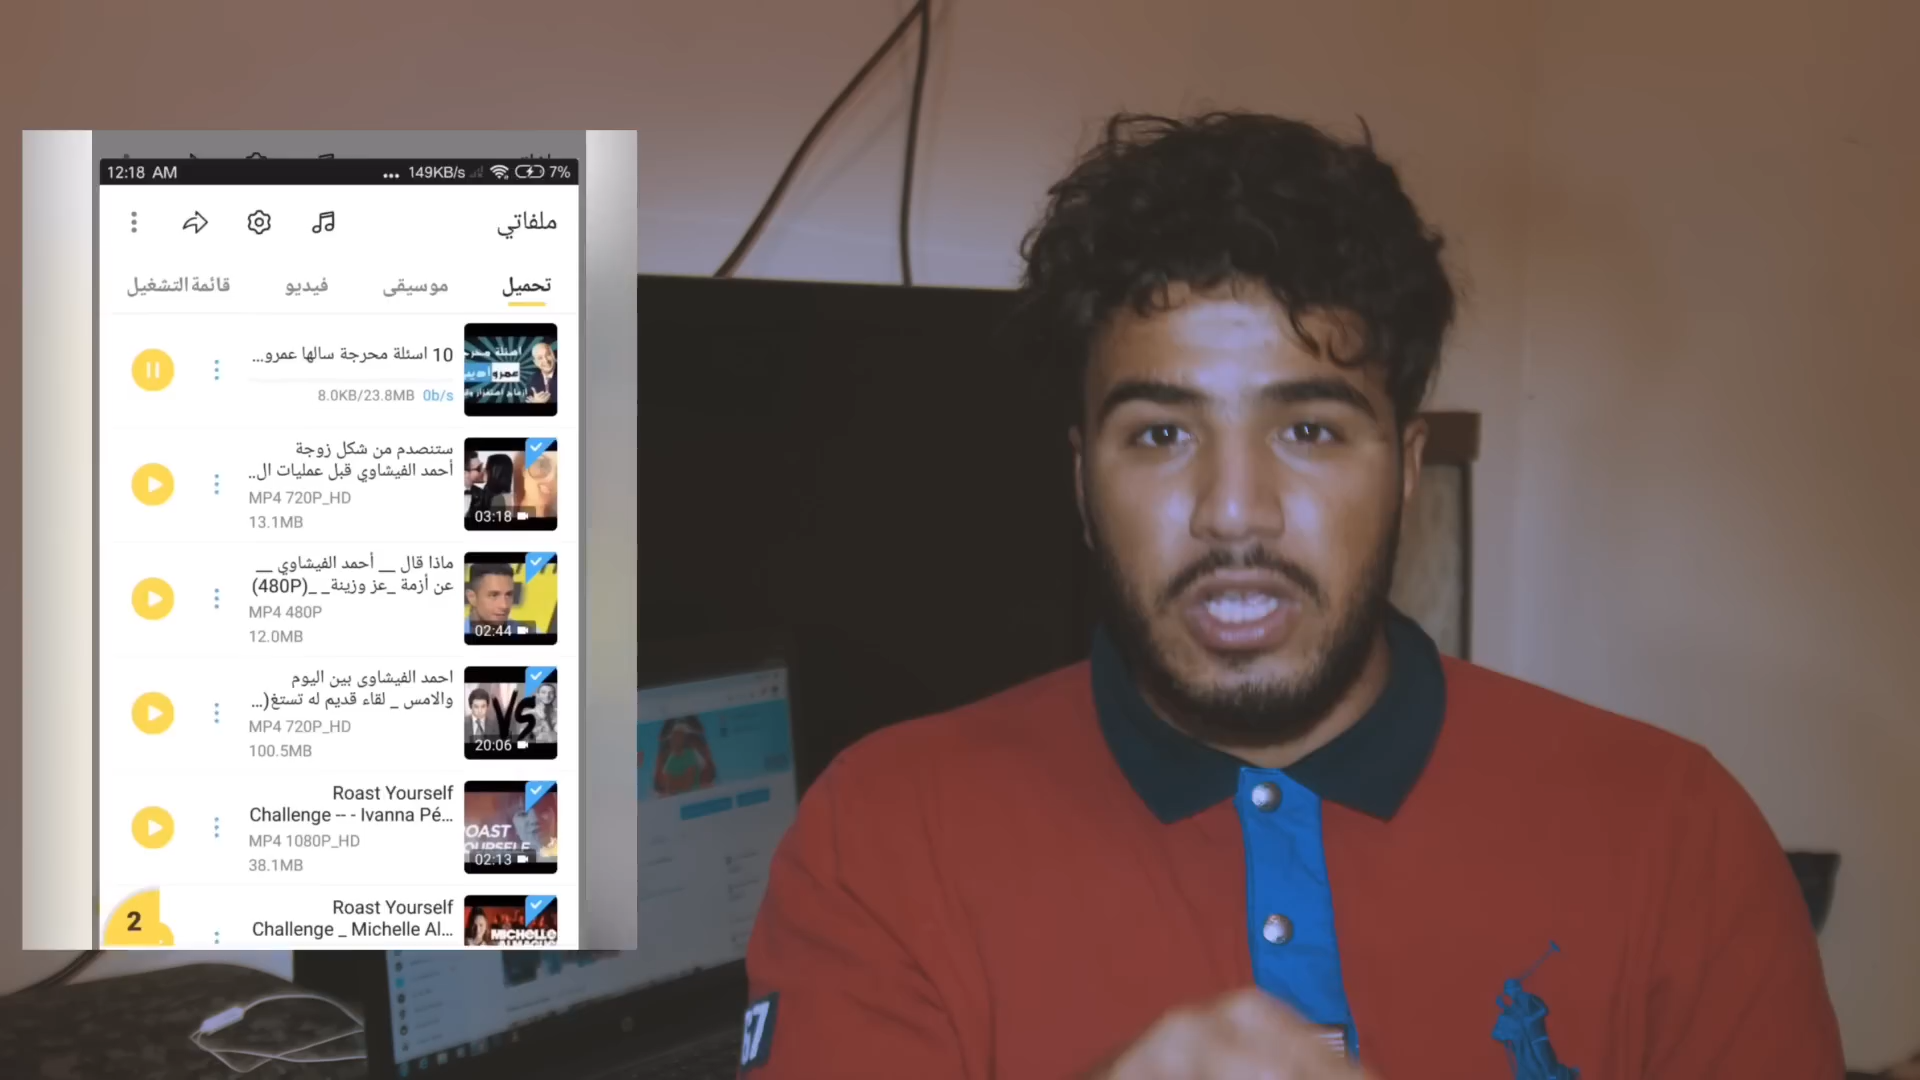 12:18 AM
149KB/s
7%
ملفاتي
تحميل
موسيقى
فيديو
قائمة التشغيل
10 اسئلة محرجة سالها عمرو...
8.0KB/23.8MB 0b/s
ستنصدم من شكل زوجة
أحمد الفيشاوي قبل عمليات ال..
MP4 720P_HD
13.1MB
03:18
ماذا قال __ أحمد الفيشاوي __
عن أزمة _عز وزينة_ _(480P)
MP4 480P
12.0MB
02:44
احمد الفيشاوى بين اليوم
والامس _ لقاء قديم له تستغ(...
MP4 720P_HD
100.5MB
VS
20:06
Roast Yourself
Challenge -- - Ivanna Pé...
MP4 1080P_HD
38.1MB
02:13
Roast Yourself
Challenge _ Michelle Al...
MICHELLE
2
67